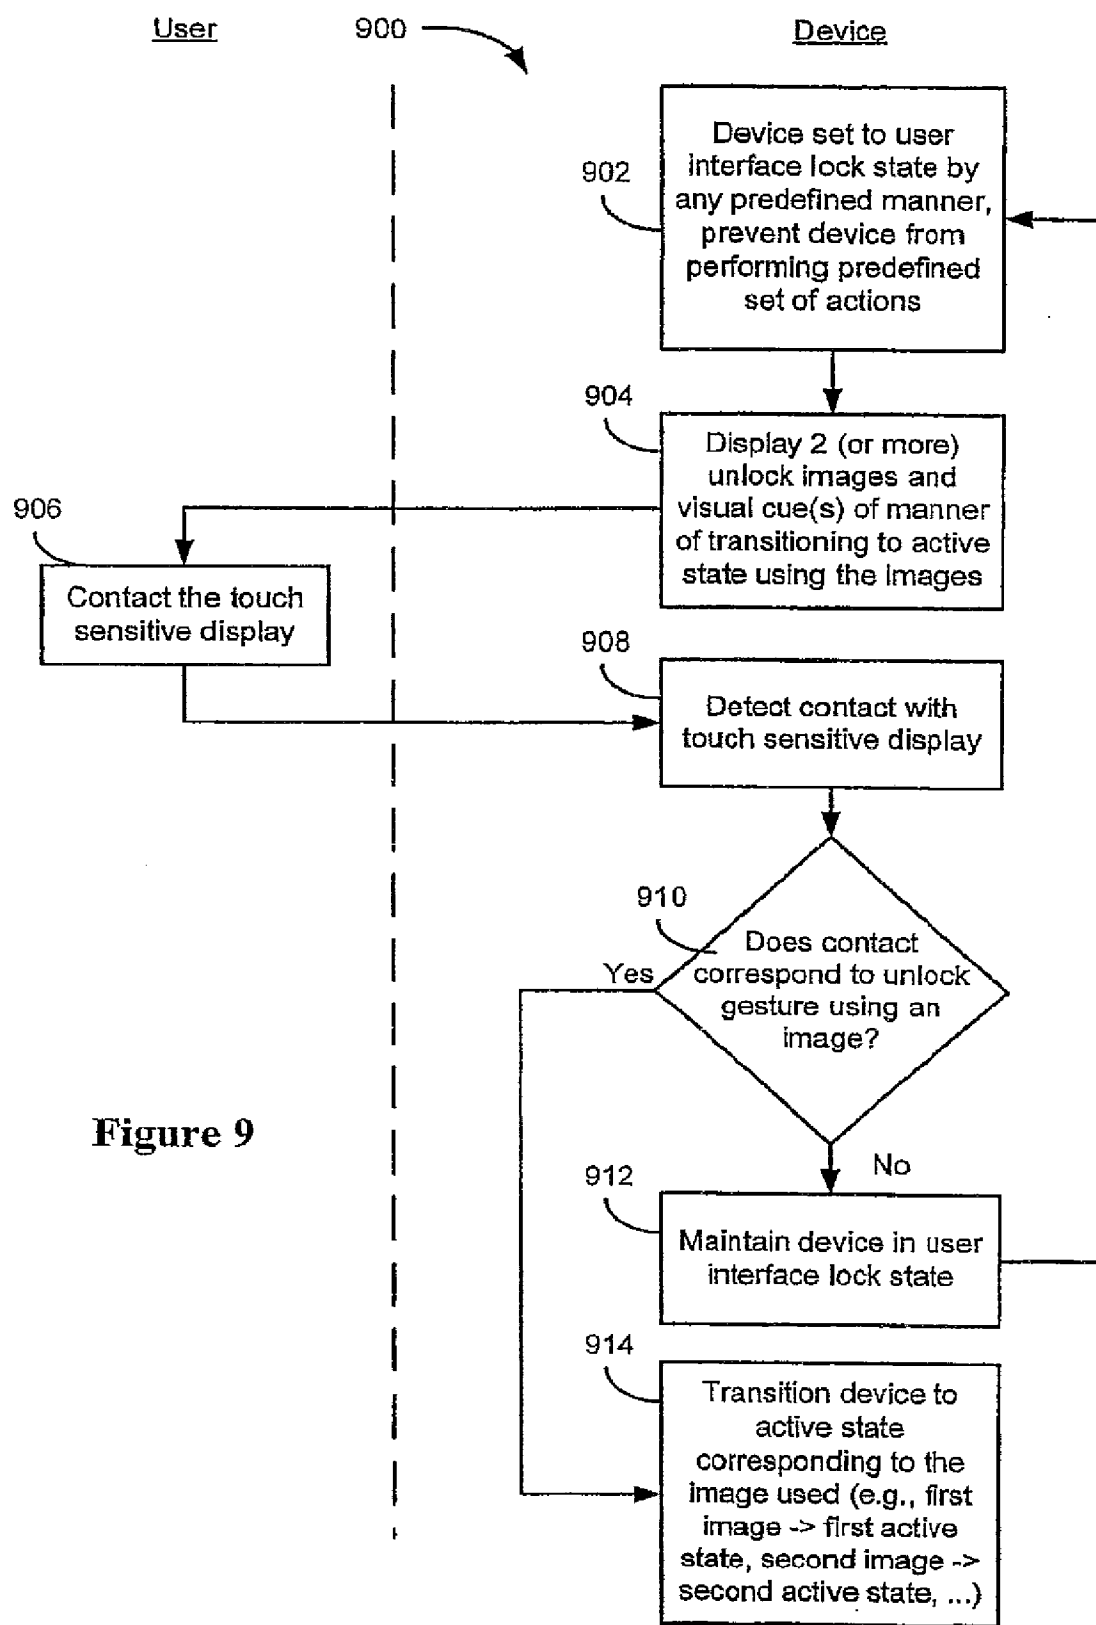 User
900
Device
902
Device set to user
interface lock state by
any predefined manner,
prevent device from
performing predefined
set of actions
904
Display 2 (or more)
unlock images and
visual cue(s) of manner
of transitioning to active
state using the images
906
Contact the touch
sensitive display
908
Detect contact with
touch sensitive display
910
Does contact
correspond to unlock
gesture using an
image?
Yes
No
Figure 9
912
Maintain device in user
interface lock state
914
Transition device to
active state
corresponding to the
image used (e.g., first
image -> first active
state, second image ->
second active state, ...)